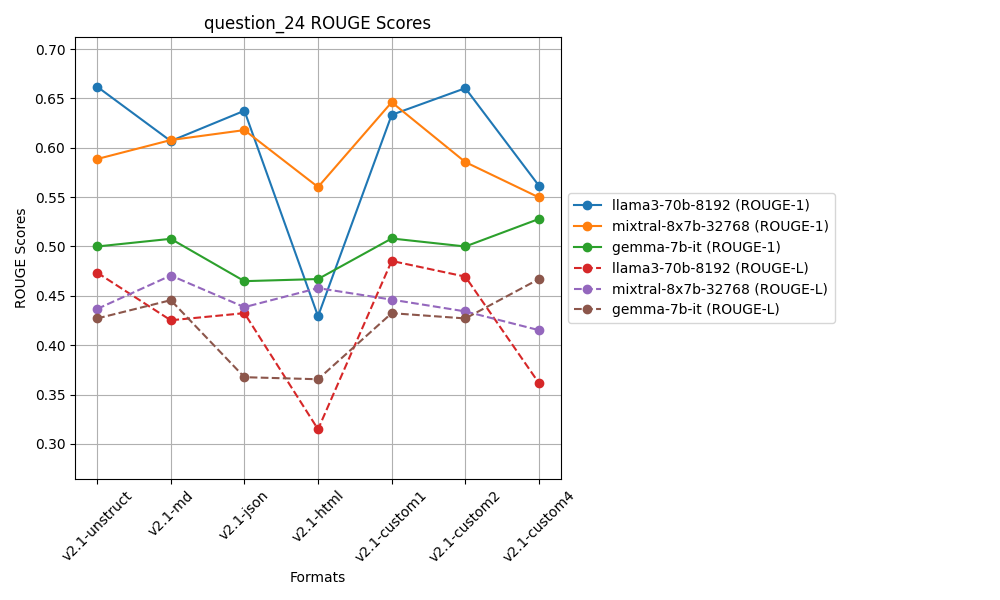 question_24 ROUGE Scores
ROUGE Scores
0.70
0.65
0.60
0.55
0.50
0.45
0.40
0.35
0.30
v2.1-unstruct
v2.1-md
v2.1-json
v2.1-html
v2.1-custom1
v2.1-custom2
v2.1-custom4
Formats
llama3-70b-8192 (ROUGE-1)
mixtral-8x7b-32768 (ROUGE-1)
gemma-7b-it (ROUGE-1)
llama3-70b-8192 (ROUGE-L)
mixtral-8x7b-32768 (ROUGE-L)
gemma-7b-it (ROUGE-L)